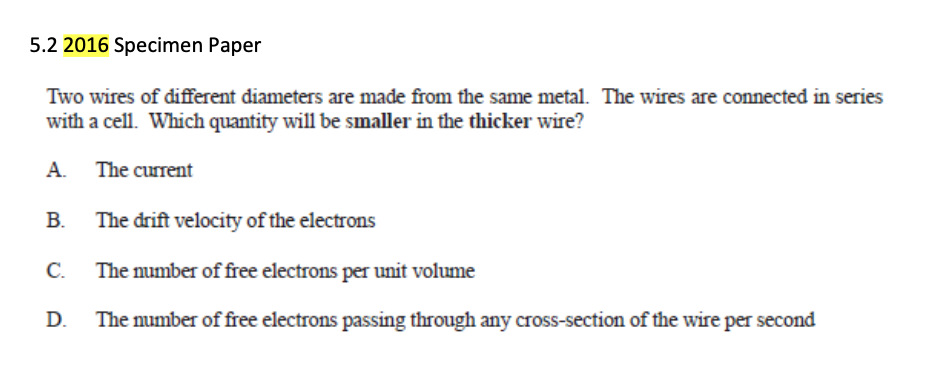 5.2 2016 Specimen Paper
Two wires of different diameters are made from the same metal. The wires are connected in series
with a cell. Which quantity will be smaller in the thicker wire?
A. The current
B. The drift velocity of the electrons
C. The number of free electrons per unit volume
D. The number of free electrons passing through any cross-section of the wire per second